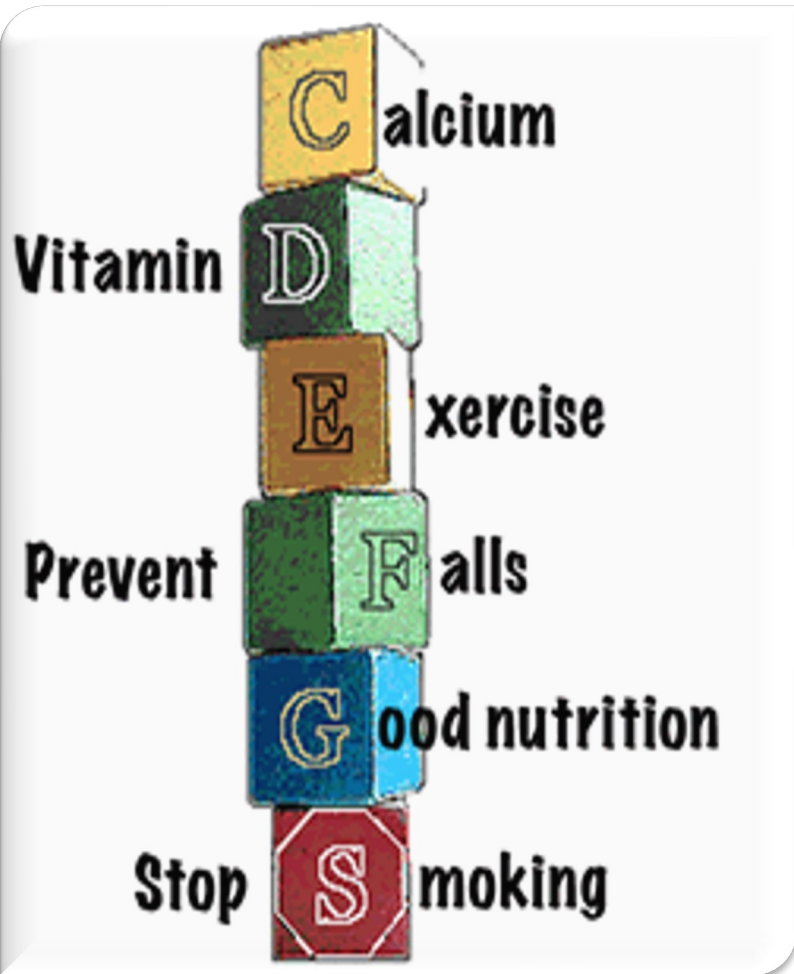 Calcium
Vitamin D
Exercise
Prevent Falls
Good nutrition
Stop Smoking